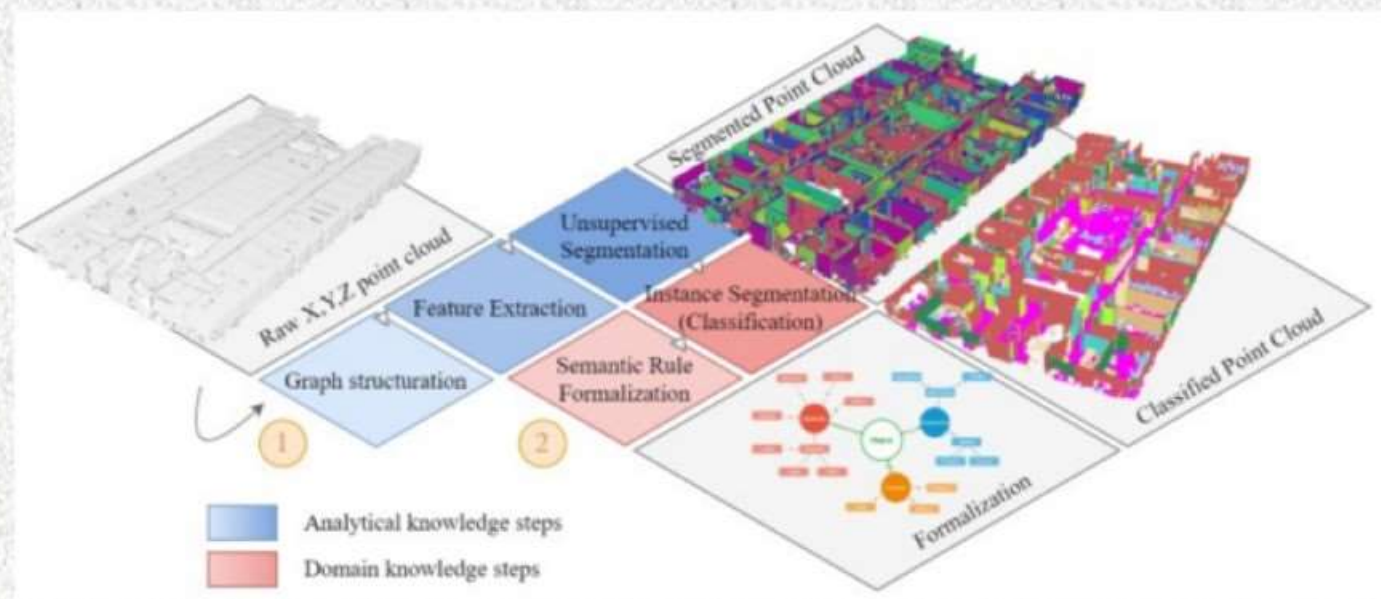 Segmented Point Cloud
Raw X,Y,Z point cloud
Unsupervised
Segmentation
Feature Extraction
Instance Segmentation
(Classification)
Graph structuration
Semantic Rule
Formalization
Classified Point Cloud
Formalization
1
2
Analytical knowledge steps
Domain knowledge steps